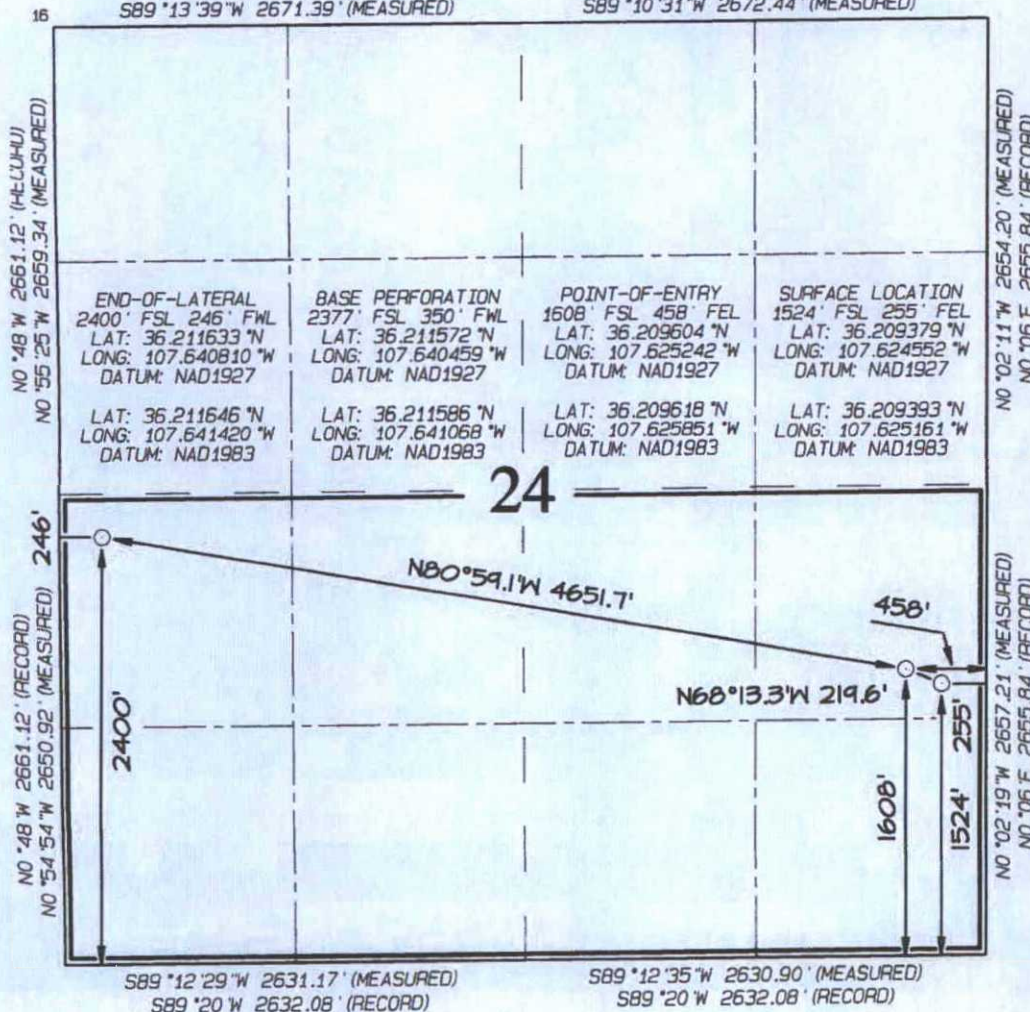 16
S89°13'39"W 2671.39' (MEASURED)
S89°10'31"W 2672.44' (MEASURED)
N0°48'W 2661.12'
N0°55'25"W 2659.34' (MEASURED)
N0°02'11"W 2654.20' (MEASURED)
N0°06'E 2655.84' (RECORD)
END-OF-LATERAL
2400' FSL 246' FWL
LAT: 36.211633°N
LONG: 107.640810°W
DATUM: NAD1927
LAT: 36.211646°N
LONG: 107.641420°W
DATUM: NAD1983
BASE PERFORATION
2377' FSL 350' FWL
LAT: 36.211572°N
LONG: 107.640459°W
DATUM: NAD1927
LAT: 36.211586°N
LONG: 107.641068°W
DATUM: NAD1983
POINT-OF-ENTRY
1608' FSL 458' FEL
LAT: 36.209604°N
LONG: 107.625242°W
DATUM: NAD1927
LAT: 36.209618°N
LONG: 107.625851°W
DATUM: NAD1983
SURFACE LOCATION
1524' FSL 255' FEL
LAT: 36.209379°N
LONG: 107.624552°W
DATUM: NAD1927
LAT: 36.209393°N
LONG: 107.625161°W
DATUM: NAD1983
24
246'
N80°59.1'W 4651.7'
458'
N68°13.3'W 219.6'
2400'
1608'
1524'
255'
N0°48'W 2661.12' (RECORD)
N0°54'54"W 2650.92' (MEASURED)
N0°02'19"W 2657.21' (MEASURED)
N0°06'E 2655.84' (RECORD)
S89°12'29"W 2631.17' (MEASURED)
S89°20'W 2632.08' (RECORD)
S89°12'35"W 2630.90' (MEASURED)
S89°20'W 2632.08' (RECORD)